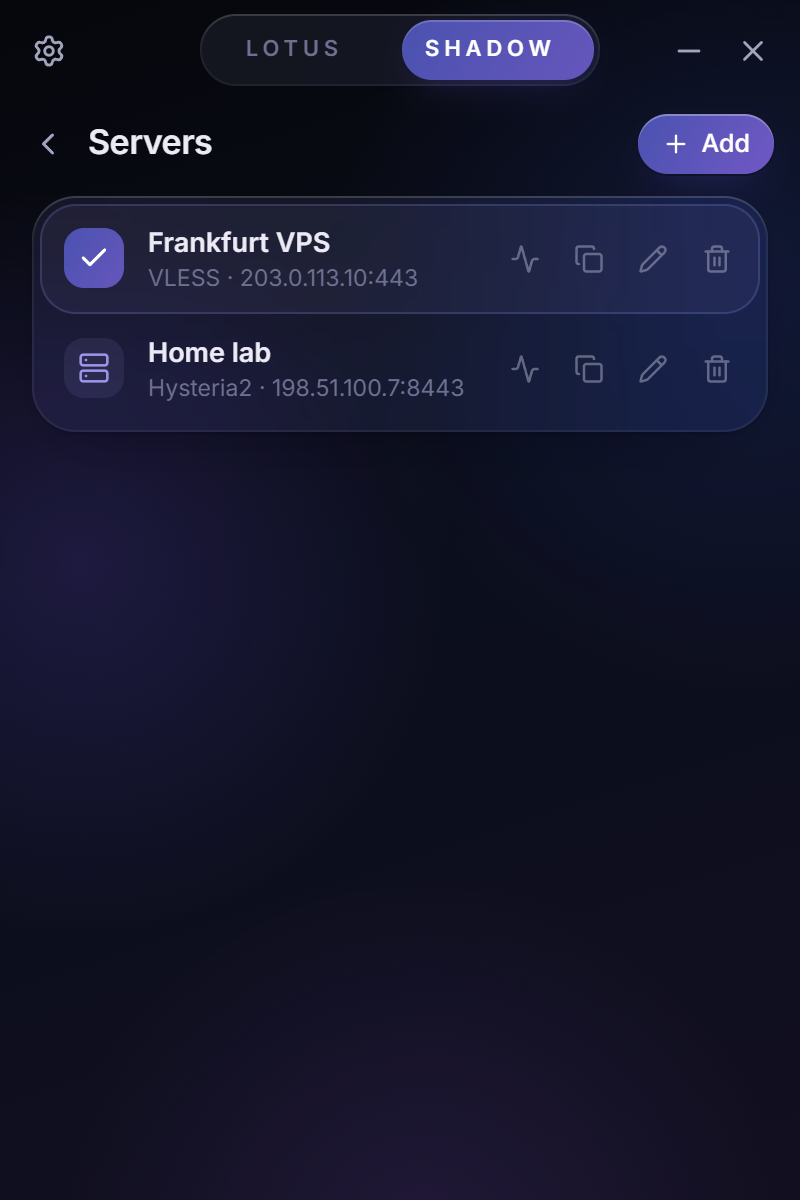 LOTUS
SHADOW
Servers
Add
Frankfurt VPS
VLESS · 203.0.113.10:443
Home lab
Hysteria2 · 198.51.100.7:8443